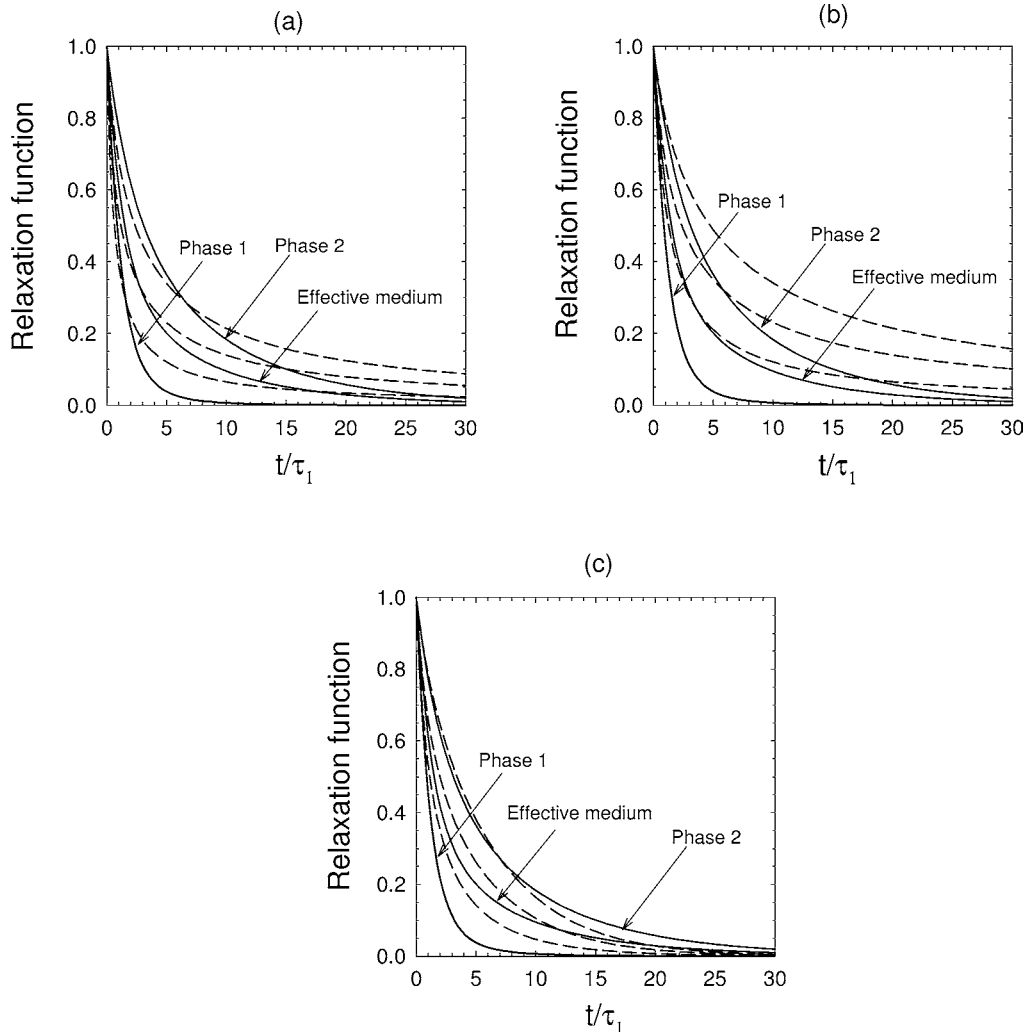 (a)
1.0
0.8
0.6
0.4
0.2
0.0
Relaxation function
Phase 1
Phase 2
Effective medium
0 5 10 15 20 25 30
t/τ₁
(b)
1.0
0.8
0.6
0.4
0.2
0.0
Relaxation function
Phase 1
Phase 2
Effective medium
0 5 10 15 20 25 30
t/τ₁
(c)
1.0
0.8
0.6
0.4
0.2
0.0
Relaxation function
Phase 1
Effective medium
Phase 2
0 5 10 15 20 25 30
t/τ₁